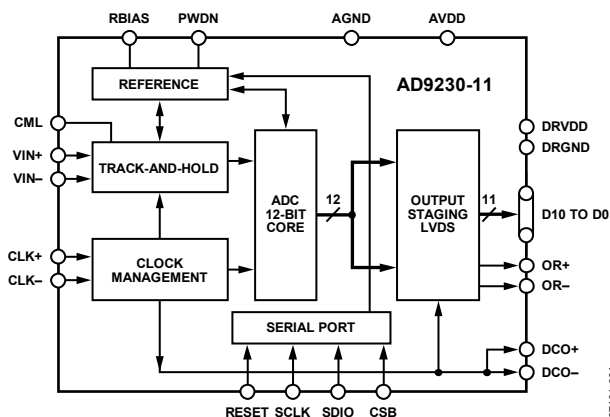 RBIAS PWDN AGND AVDD
REFERENCE
AD9230-11
CML
DRVDD
DRGND
VIN+
VIN–
TRACK-AND-HOLD
ADC
12-BIT
CORE
12
OUTPUT
STAGING
LVDS
11
D10 TO D0
CLK+
CLK–
CLOCK
MANAGEMENT
OR+
OR–
SERIAL PORT
DCO+
DCO–
RESET SCLK SDIO CSB